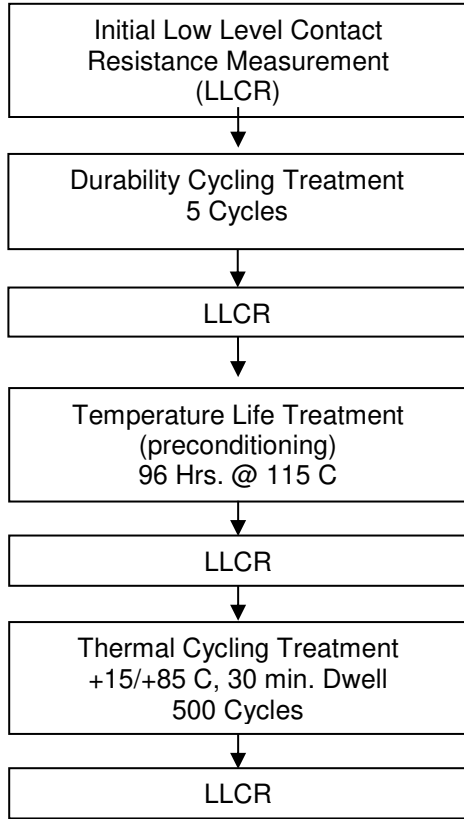 Initial Low Level Contact
Resistance Measurement
(LLCR)
Durability Cycling Treatment
5 Cycles
LLCR
Temperature Life Treatment
(preconditioning)
96 Hrs. @ 115 C
LLCR
Thermal Cycling Treatment
+15/+85 C, 30 min. Dwell
500 Cycles
LLCR